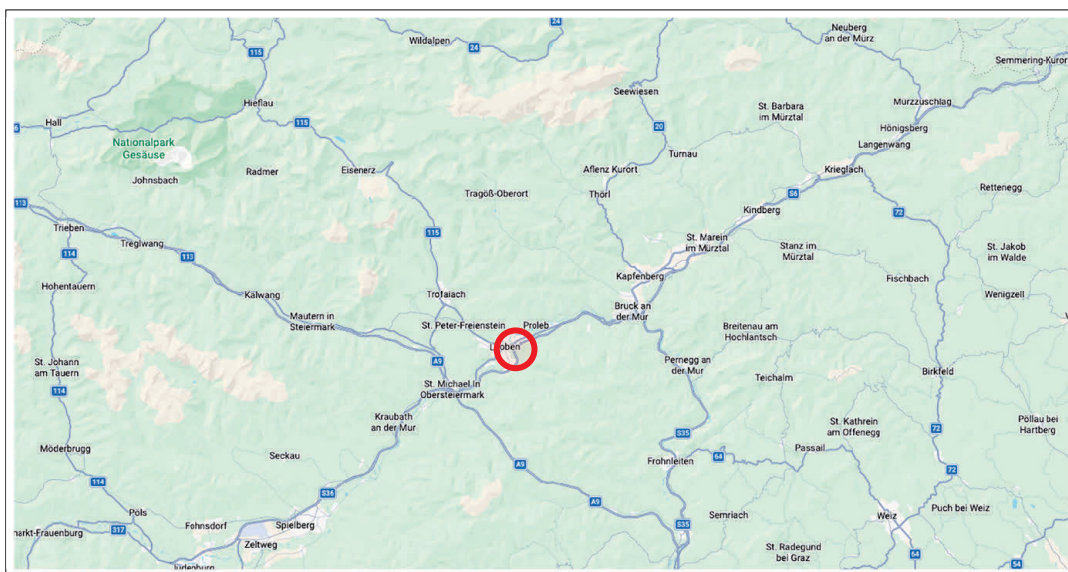 24
Neuberg
an der Mürz
Wildalpen
24
115
Semmering-Kurort
Seewiesen
Hieflau
St. Barbara
im Mürztal
Mürzzuschlag
Hall
115
20
Hönigsberg
Langenwang
Nationalpark
Gesäuse
Turnau
Johnsbach
Radmer
Eisenerz
Aflenz Kurort
Krieglach
Rettenegg
Tragöß-Oberort
Thörl
S6
113
Kindberg
72
Trieben
115
St. Marein
im Mürztal
Treglwang
Stanz im
Mürztal
St. Jakob
im Walde
114
113
Kapfenberg
Fischbach
Hohentauern
Kalwang
Trofaiach
Wenigzell
Bruck an
der Mur
Mautern in
Steiermark
St. Peter-Freienstein
Proleb
Breitenau am
Hochlantsch
Leoben
St. Johann
am Tauern
A9
Pernegg an
der Mur
Birkfeld
St. Michael in
Obersteiermark
Teichalm
114
Kraubath
an der Mur
St. Kathrein
am Offenegg
Pöllau bei
Hartberg
S35
72
Möderbrugg
Passail
Seckau
64
Frohnleiten
A9
72
114
S36
A9
Pöls
Semriach
Weiz
Puch bei Weiz
317
Fohnsdorf
Spielberg
S35
Zeltweg
St. Radegund
bei Graz
64
54
Judenburg